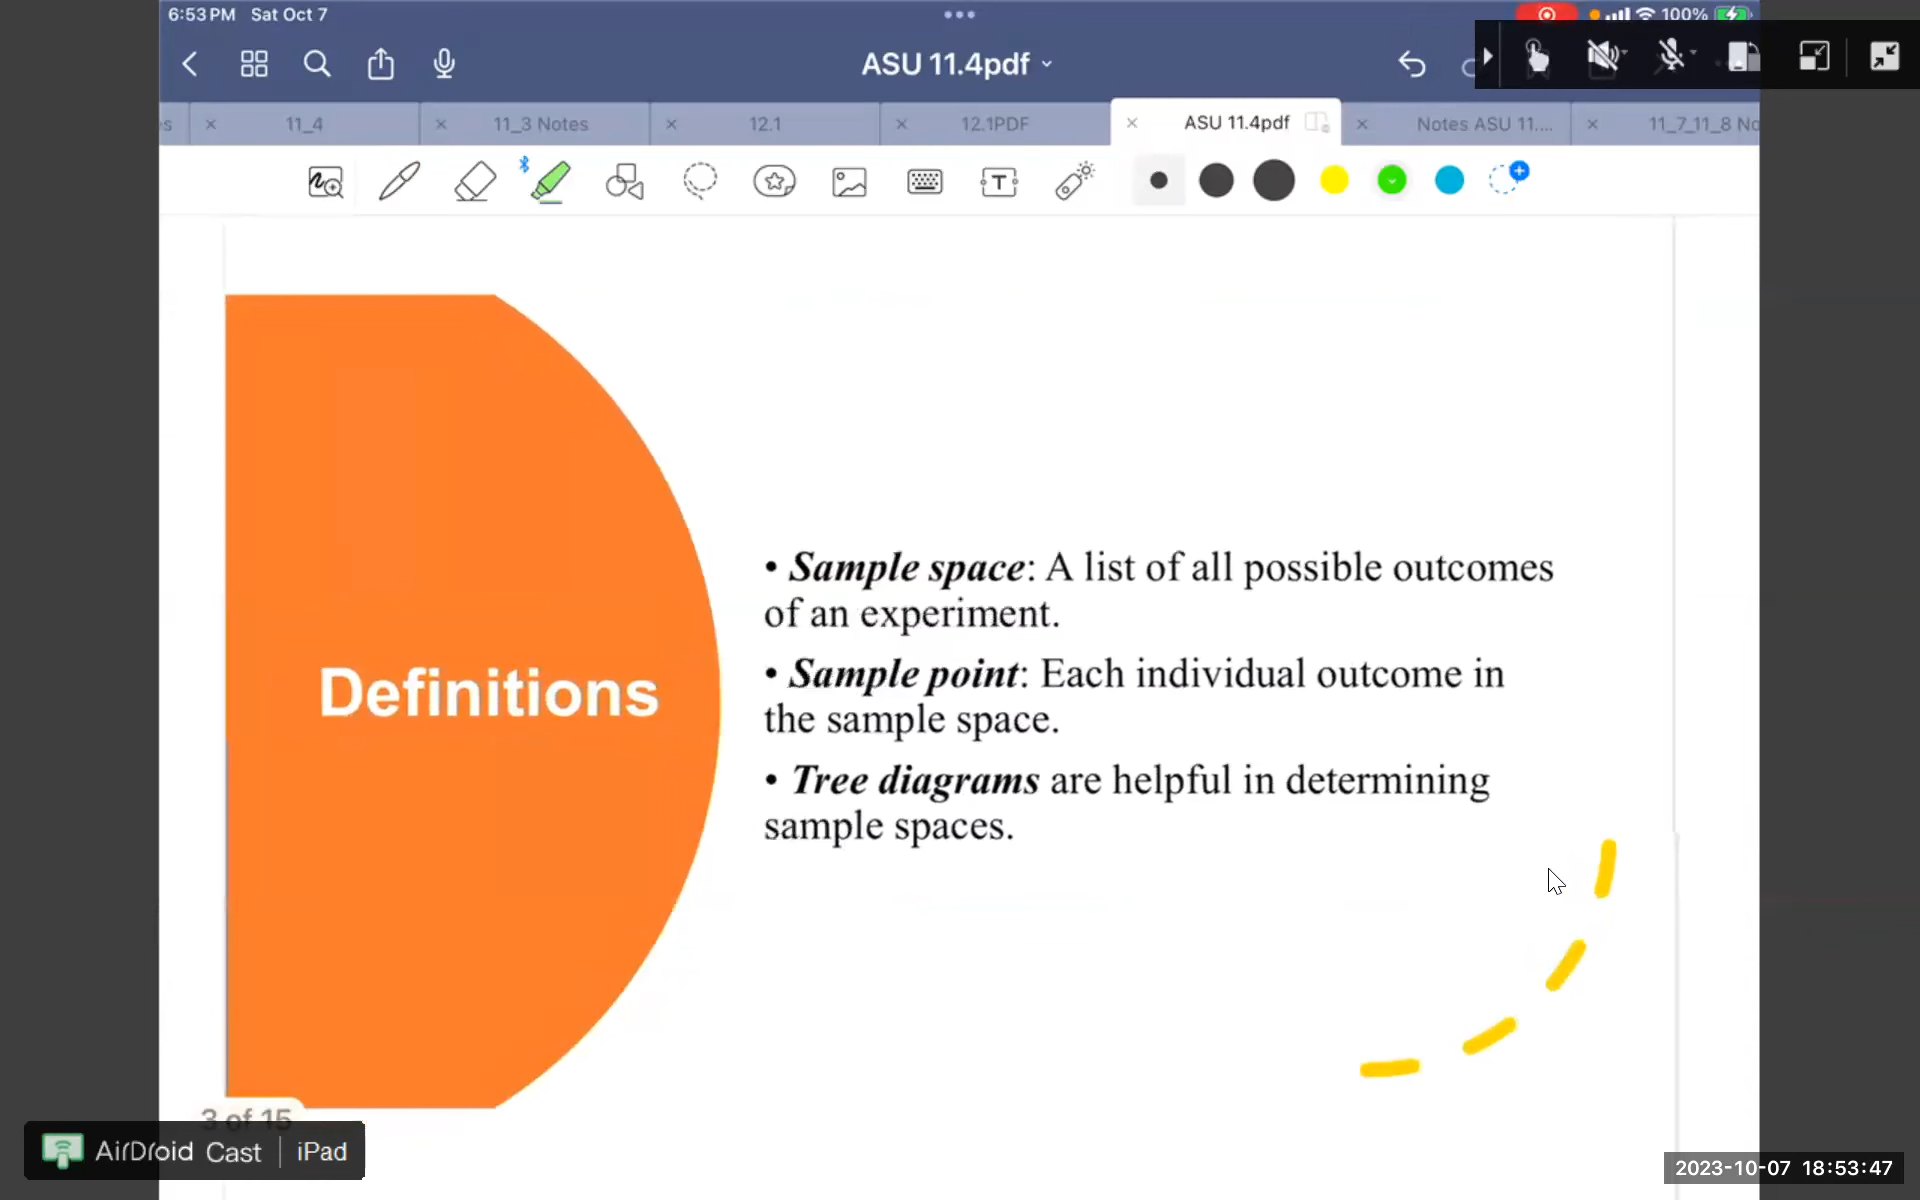 6:53 PM Sat Oct 7
100%
ASU 11.4pdf
11_4
11_3 Notes
12.1
12.1PDF
ASU 11.4pdf
Notes ASU 11....
11_7_11_8 No
T
Definitions
• Sample space: A list of all possible outcomes
of an experiment.
• Sample point: Each individual outcome in
the sample space.
• Tree diagrams are helpful in determining
sample spaces.
3 of 15
AirDroid Cast | iPad
2023-10-07 18:53:47